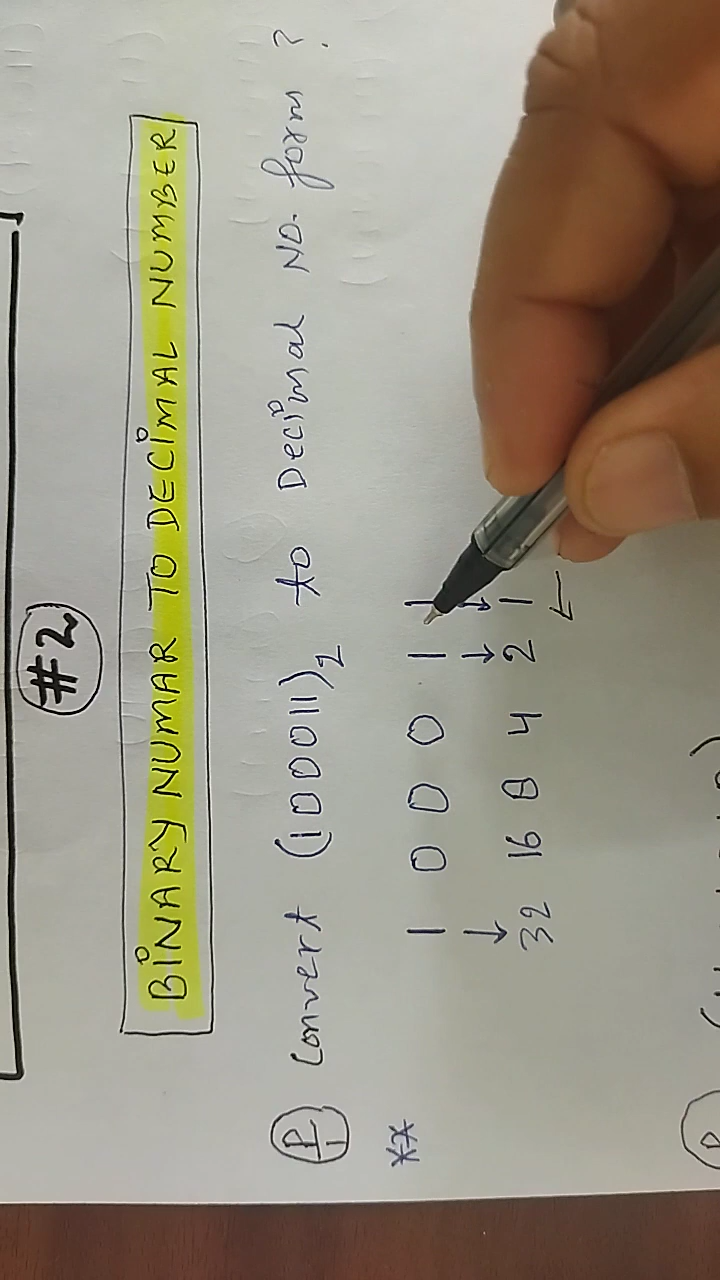 #2
BINARY NUMAR TO DECIMAL NUMBER
P1 Convert (100011)₂ to Decimal NO. form ?
** 1 0 0 0 1 1
↓ ↓ ↓
32 16 8 4 2 1
←